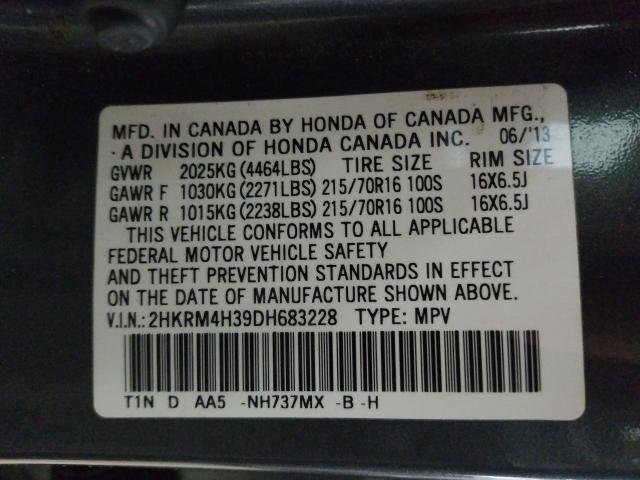 MFD. IN CANADA BY HONDA OF CANADA MFG.,
A DIVISION OF HONDA CANADA INC. 06/'13
GVWR 2025KG(4464LBS) TIRE SIZE RIM SIZE
GAWR F 1030KG(2271LBS) 215/70R16 100S 16X6.5J
GAWR R 1015KG(2238LBS) 215/70R16 100S 16X6.5J
THIS VEHICLE CONFORMS TO ALL APPLICABLE
FEDERAL MOTOR VEHICLE SAFETY
AND THEFT PREVENTION STANDARDS IN EFFECT
ON THE DATE OF MANUFACTURE SHOWN ABOVE.
V.I.N.:2HKRM4H39DH683228 TYPE: MPV
T1N D AA5 -NH737MX -B -H